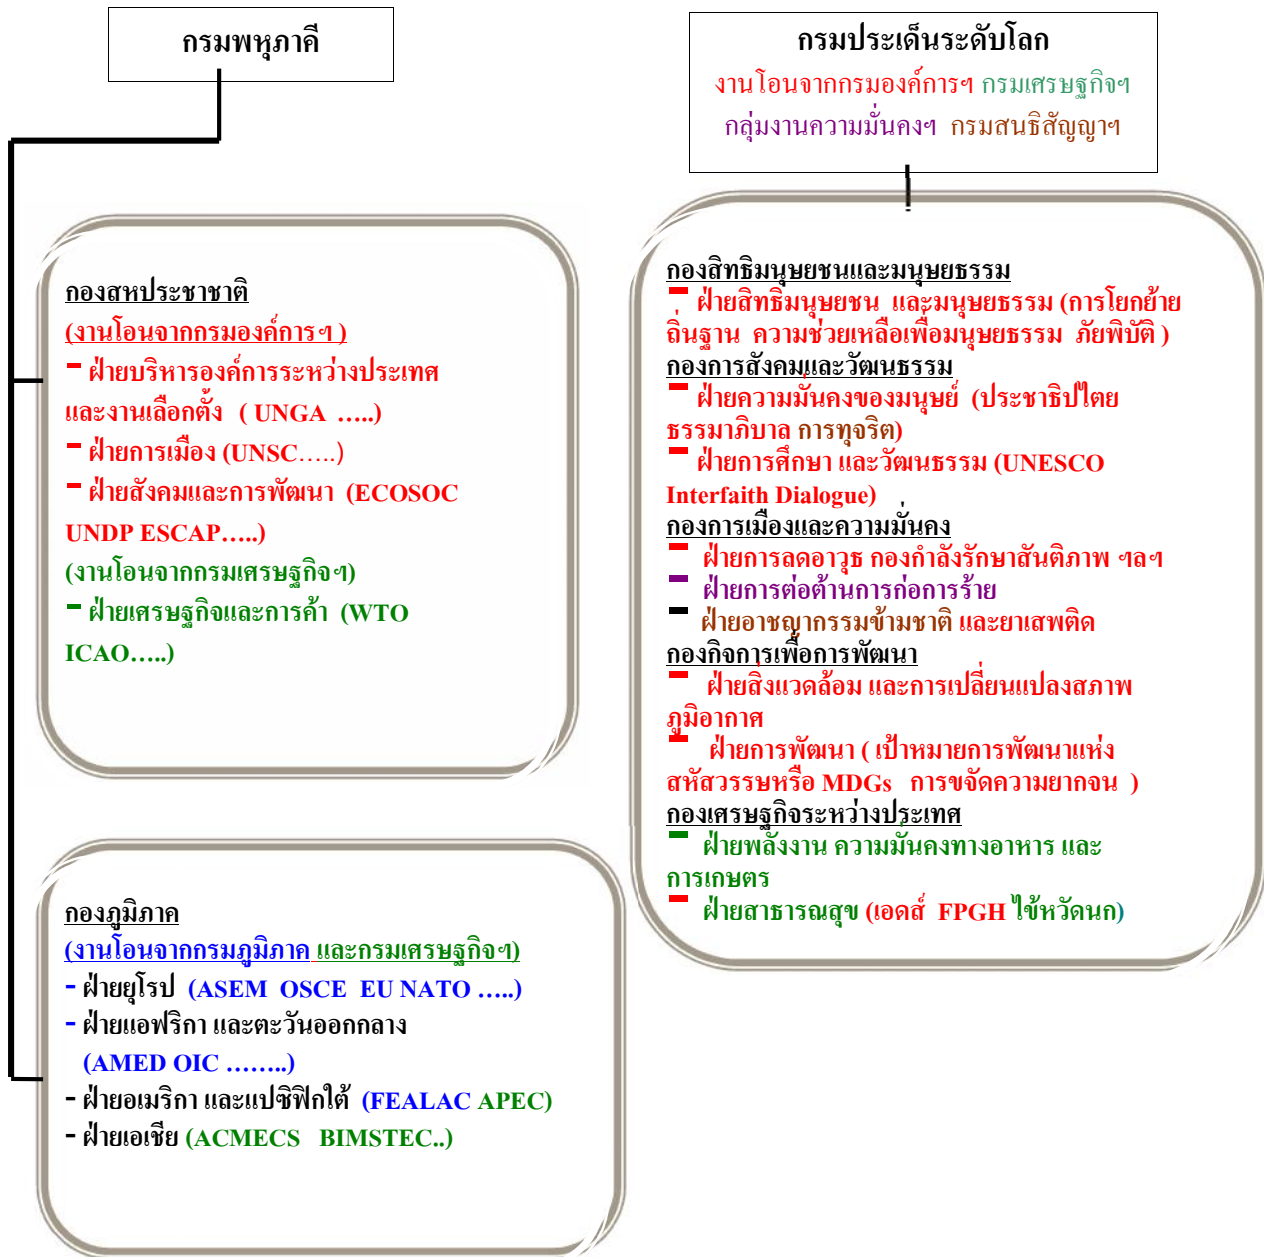 กรมพหุภาคี
กองสหประชาชาติ
(งานโอนจากกรมองค์การฯ )
- ฝ่ายบริหารองค์การระหว่างประเทศ
และงานเลือกตั้ง ( UNGA …..)
- ฝ่ายการเมือง (UNSC…..)
- ฝ่ายสังคมและการพัฒนา (ECOSOC
UNDP ESCAP…..)
(งานโอนจากกรมเศรษฐกิจฯ)
- ฝ่ายเศรษฐกิจและการค้า (WTO
ICAO…..)
กองภูมิภาค
(งานโอนจากกรมภูมิภาค และกรมเศรษฐกิจฯ)
- ฝ่ายยุโรป (ASEM OSCE EU NATO …..)
- ฝ่ายแอฟริกา และตะวันออกกลาง
(AMED OIC ……..)
- ฝ่ายอเมริกา และแปซิฟิกใต้ (FEALAC APEC)
- ฝ่ายเอเชีย (ACMECS BIMSTEC..)
กรมประเด็นระดับโลก
งานโอนจากกรมองค์การฯ กรมเศรษฐกิจฯ
กลุ่มงานความมั่นคงฯ กรมสนธิสัญญาฯ
กองสิทธิมนุษยชนและมนุษยธรรม
- ฝ่ายสิทธิมนุษยชน และมนุษยธรรม (การโยกย้าย
ถิ่นฐาน ความช่วยเหลือเพื่อมนุษยธรรม ภัยพิบัติ )
กองการสังคมและวัฒนธรรม
- ฝ่ายความมั่นคงของมนุษย์ (ประชาธิปไตย
ธรรมาภิบาล การทุจริต)
- ฝ่ายการศึกษา และวัฒนธรรม (UNESCO
Interfaith Dialogue)
กองการเมืองและความมั่นคง
- ฝ่ายการลดอาวุธ กองกำลังรักษาสันติภาพ ฯลฯ
- ฝ่ายการต่อต้านการก่อการร้าย
- ฝ่ายอาชญากรรมข้ามชาติ และยาเสพติด
กองกิจการเพื่อการพัฒนา
- ฝ่ายสิ่งแวดล้อม และการเปลี่ยนแปลงสภาพ
ภูมิอากาศ
- ฝ่ายการพัฒนา ( เป้าหมายการพัฒนาแห่ง
สหัสวรรษหรือ MDGs การขจัดความยากจน )
กองเศรษฐกิจระหว่างประเทศ
- ฝ่ายพลังงาน ความมั่นคงทางอาหาร และ
การเกษตร
- ฝ่ายสาธารณสุข (เอดส์ FPGH ไข้หวัดนก)